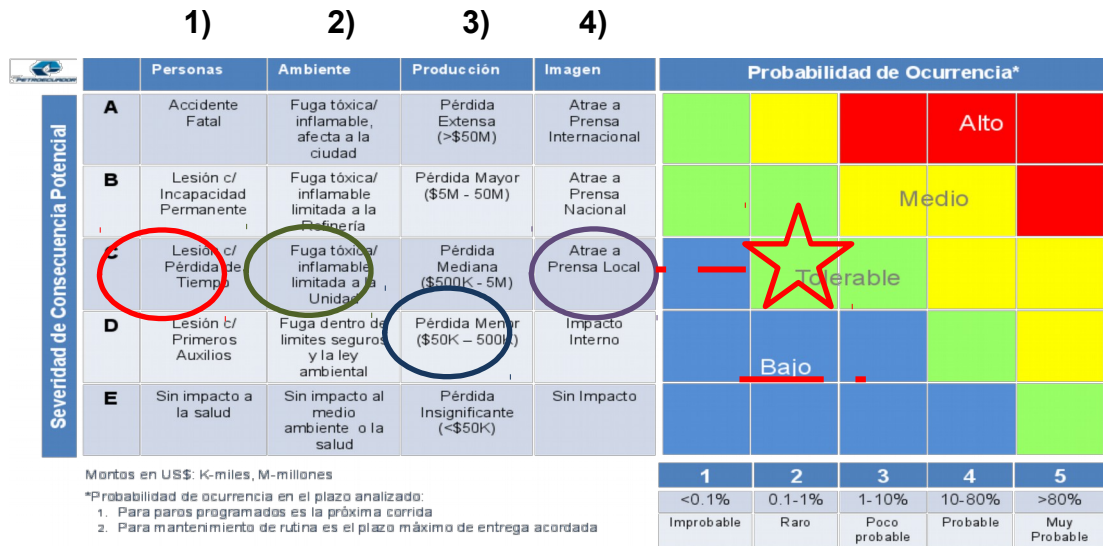 1) 2) 3) 4)
PETROECUADOR
Personas Ambiente Producción Imagen Probabilidad de Ocurrencia*
Severidad de Consecuencia Potencial
A
Accidente
Fatal
Fuga tóxica/
inflamable,
afecta a la
ciudad
Pérdida
Extensa
(>$50M)
Atrae a
Prensa
Internacional
Alto
B
Lesión c/
Incapacidad
Permanente
Fuga tóxica/
inflamable
limitada a la
Refinería
Pérdida Mayor
($5M - 50M)
Atrae a
Prensa
Nacional
Medio
C
Lesión c/
Pérdida de
Tiempo
Fuga tóxica/
inflamable
limitada a la
Unidad
Pérdida
Mediana
($500K - 5M)
Atrae a
Prensa Local
Tolerable
D
Lesión c/
Primeros
Auxilios
Fuga dentro de
limites seguros
y la ley
ambiental
Pérdida Menor
($50K – 500K)
Impacto
Interno
Bajo
E
Sin impacto a
la salud
Sin impacto al
medio
ambiente o la
salud
Pérdida
Insignificante
(<$50K)
Sin Impacto
Montos en US$: K-miles, M-millones
*Probabilidad de ocurrencia en el plazo analizado:
1. Para paros programados es la próxima corrida
2. Para mantenimiento de rutina es el plazo máximo de entrega acordada
1 2 3 4 5
<0.1% 0.1-1% 1-10% 10-80% >80%
Improbable
Raro
Poco
probable
Probable
Muy
Probable